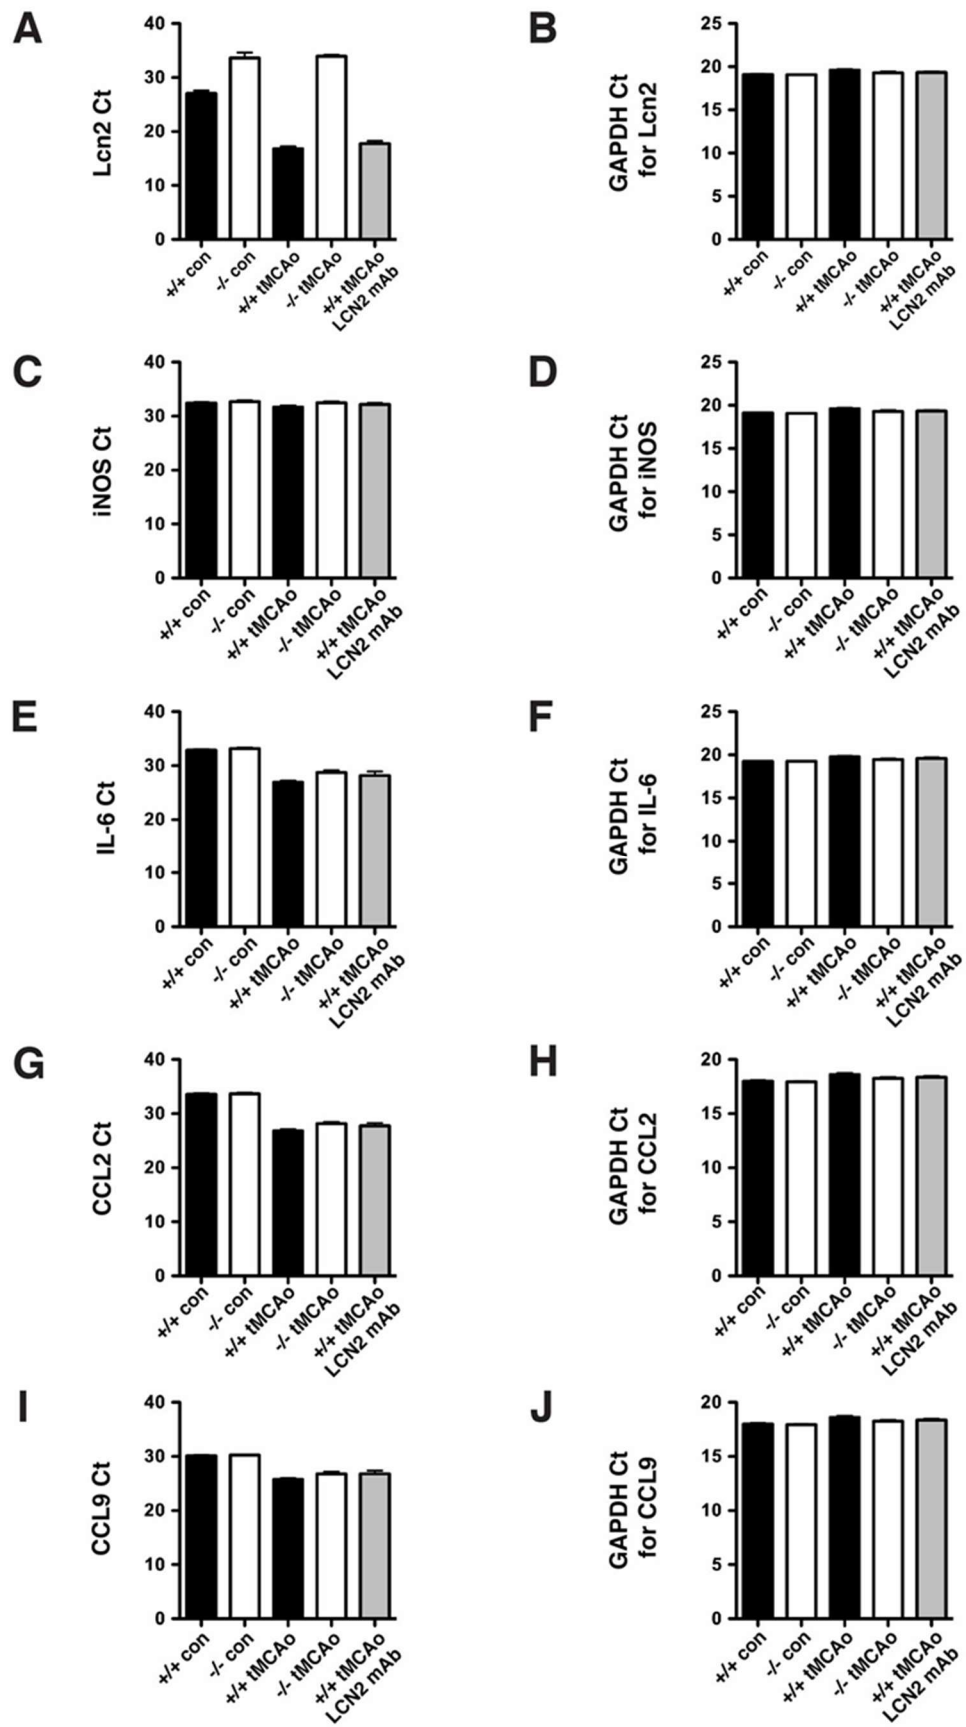 A
Lcn2 Ct
40
30
20
10
0
+/+ con
-/- con
+/+ tMCAo
-/- tMCAo
+/+ tMCAo
LCN2 mAb
B
GAPDH Ct
for Lcn2
25
20
15
10
5
0
+/+ con
-/- con
+/+ tMCAo
-/- tMCAo
+/+ tMCAo
LCN2 mAb
C
iNOS Ct
40
30
20
10
0
+/+ con
-/- con
+/+ tMCAo
-/- tMCAo
+/+ tMCAo
LCN2 mAb
D
GAPDH Ct
for iNOS
25
20
15
10
5
0
+/+ con
-/- con
+/+ tMCAo
-/- tMCAo
+/+ tMCAo
LCN2 mAb
E
IL-6 Ct
40
30
20
10
0
+/+ con
-/- con
+/+ tMCAo
-/- tMCAo
+/+ tMCAo
LCN2 mAb
F
GAPDH Ct
for IL-6
25
20
15
10
5
0
+/+ con
-/- con
+/+ tMCAo
-/- tMCAo
+/+ tMCAo
LCN2 mAb
G
CCL2 Ct
40
30
20
10
0
+/+ con
-/- con
+/+ tMCAo
-/- tMCAo
+/+ tMCAo
LCN2 mAb
H
GAPDH Ct
for CCL2
20
15
10
5
0
+/+ con
-/- con
+/+ tMCAo
-/- tMCAo
+/+ tMCAo
LCN2 mAb
I
CCL9 Ct
40
30
20
10
0
+/+ con
-/- con
+/+ tMCAo
-/- tMCAo
+/+ tMCAo
LCN2 mAb
J
GAPDH Ct
for CCL9
20
15
10
5
0
+/+ con
-/- con
+/+ tMCAo
-/- tMCAo
+/+ tMCAo
LCN2 mAb